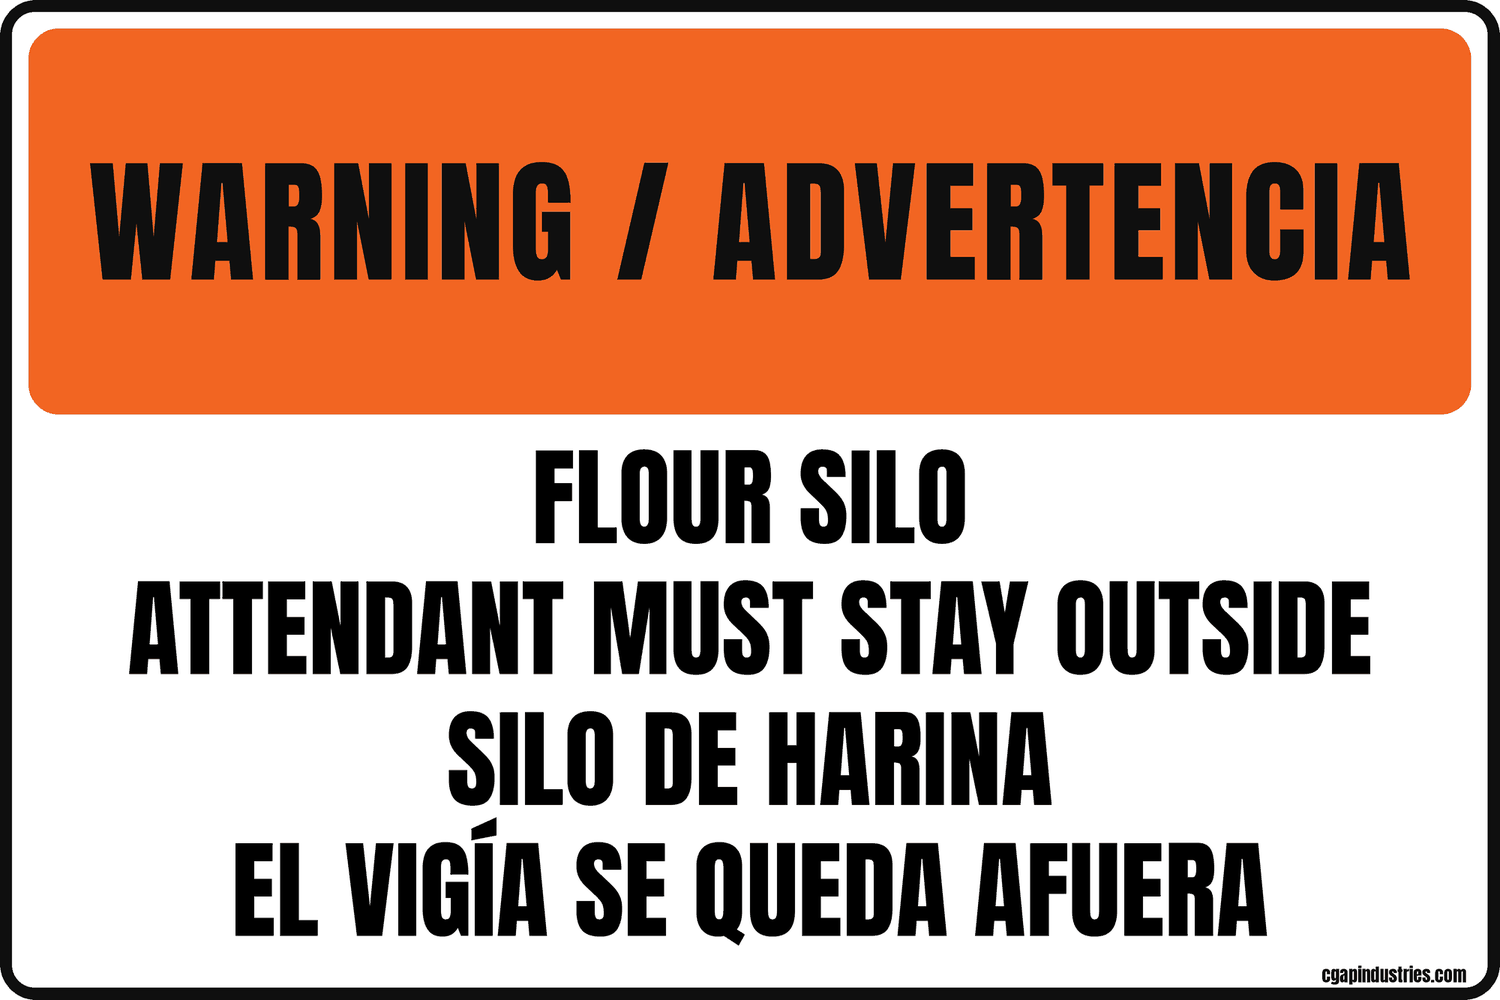 WARNING / ADVERTENCIA
FLOUR SILO
ATTENDANT MUST STAY OUTSIDE
SILO DE HARINA
EL VIGÍA SE QUEDA AFUERA
cgapindustries.com